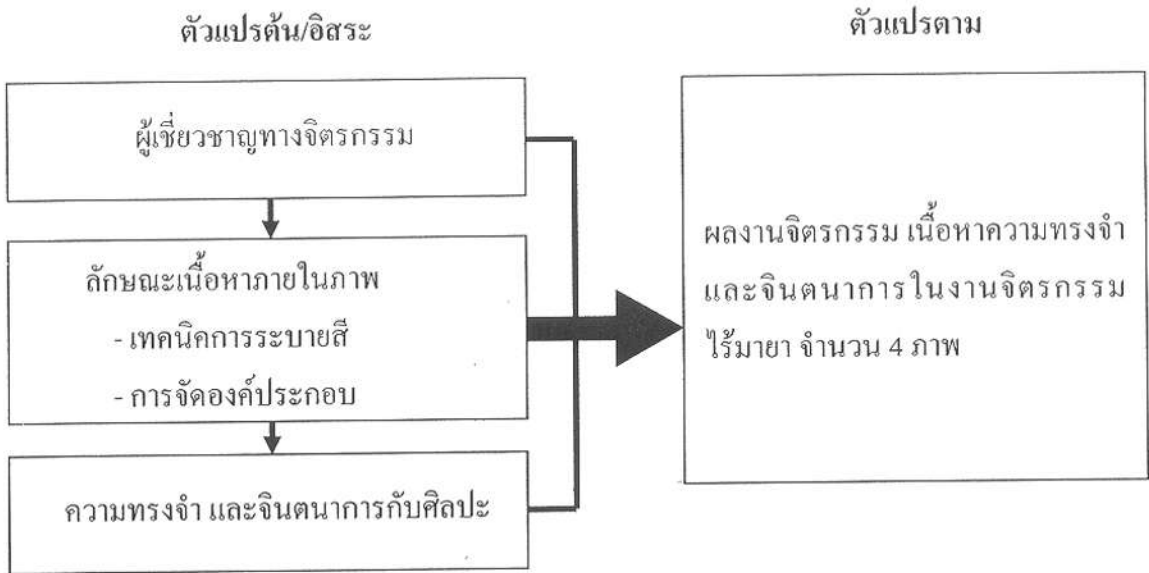 ตัวแปรต้น/อิสระ
ผู้เชี่ยวชาญทางจิตรกรรม
ลักษณะเนื้อหาภายในภาพ
- เทคนิคการระบายสี
- การจัดองค์ประกอบ
ความทรงจำ และจินตนาการกับศิลปะ
ตัวแปรตาม
ผลงานจิตรกรรม เนื้อหาความทรงจำ
และจินตนาการในงานจิตรกรรม
ไร้มายา จำนวน 4 ภาพ